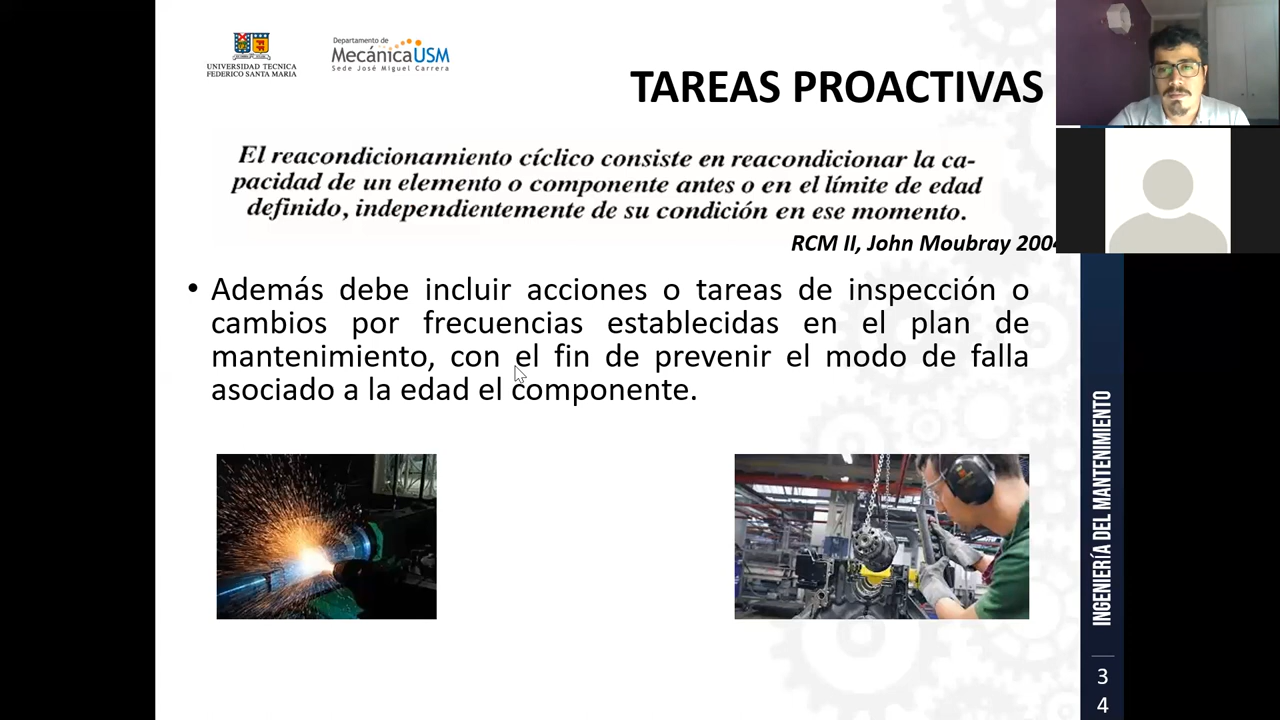 UNIVERSIDAD TECNICA
FEDERICO SANTA MARIA
Departamento de
MecánicaUSM
Sede José Miguel Carrera
TAREAS PROACTIVAS
El reacondicionamiento cíclico consiste en reacondicionar la ca-
pacidad de un elemento o componente antes o en el límite de edad
definido, independientemente de su condición en ese momento.
RCM II, John Moubray 2004
• Además debe incluir acciones o tareas de inspección o
cambios por frecuencias establecidas en el plan de
mantenimiento, con el fin de prevenir el modo de falla
asociado a la edad el componente.
INGENIERÍA DEL MANTENIMIENTO
3
4